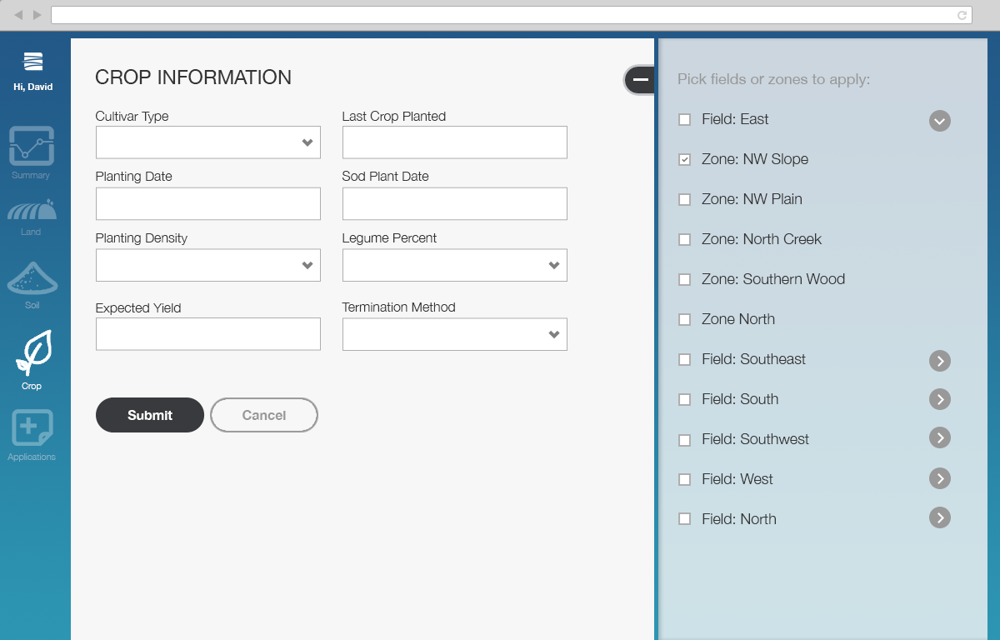 Hi, David
Summary
Land
Soil
Crop
Applications
CROP INFORMATION
Cultivar Type
Last Crop Planted
Planting Date
Sod Plant Date
Planting Density
Legume Percent
Expected Yield
Termination Method
Submit
Cancel
Pick fields or zones to apply:
Field: East
Zone: NW Slope
Zone: NW Plain
Zone: North Creek
Zone: Southern Wood
Zone North
Field: Southeast
Field: South
Field: Southwest
Field: West
Field: North